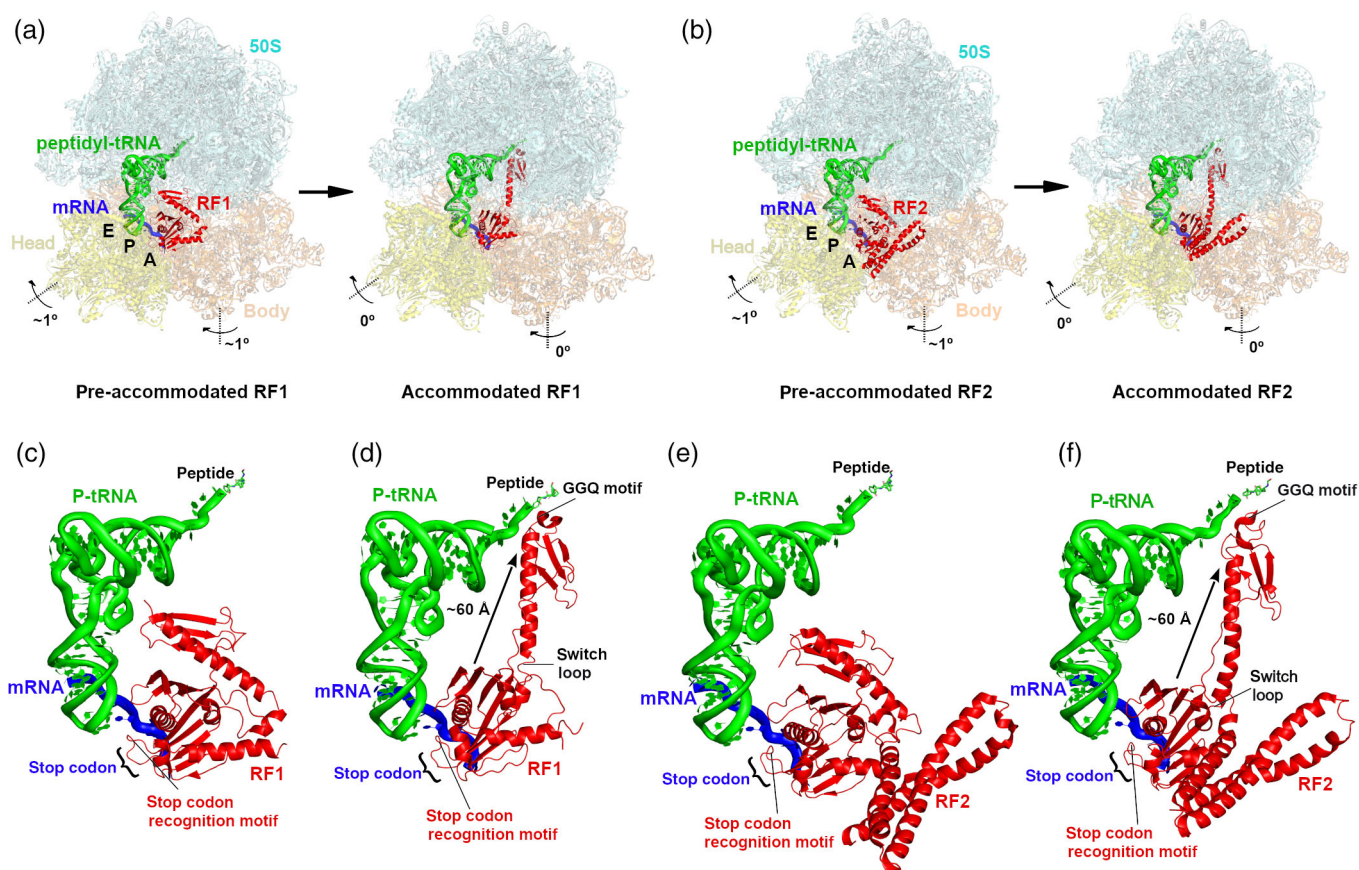 (a)
50S
peptidyl-tRNA
mRNA
RF1
E
P
A
Head
Body
~1º
~1º
0º
0º
Pre-accommodated RF1
Accommodated RF1
(b)
50S
peptidyl-tRNA
mRNA
RF2
E
P
A
Head
Body
~1º
~1º
0º
0º
Pre-accommodated RF2
Accommodated RF2
(c)
Peptide
P-tRNA
mRNA
Stop codon
RF1
Stop codon
recognition motif
(d)
Peptide
GGQ motif
P-tRNA
~60 Å
Switch
loop
mRNA
Stop codon
RF1
Stop codon
recognition motif
(e)
Peptide
P-tRNA
mRNA
Stop codon
RF2
Stop codon
recognition motif
(f)
Peptide
GGQ motif
P-tRNA
~60 Å
Switch
loop
mRNA
Stop codon
RF2
Stop codon
recognition motif